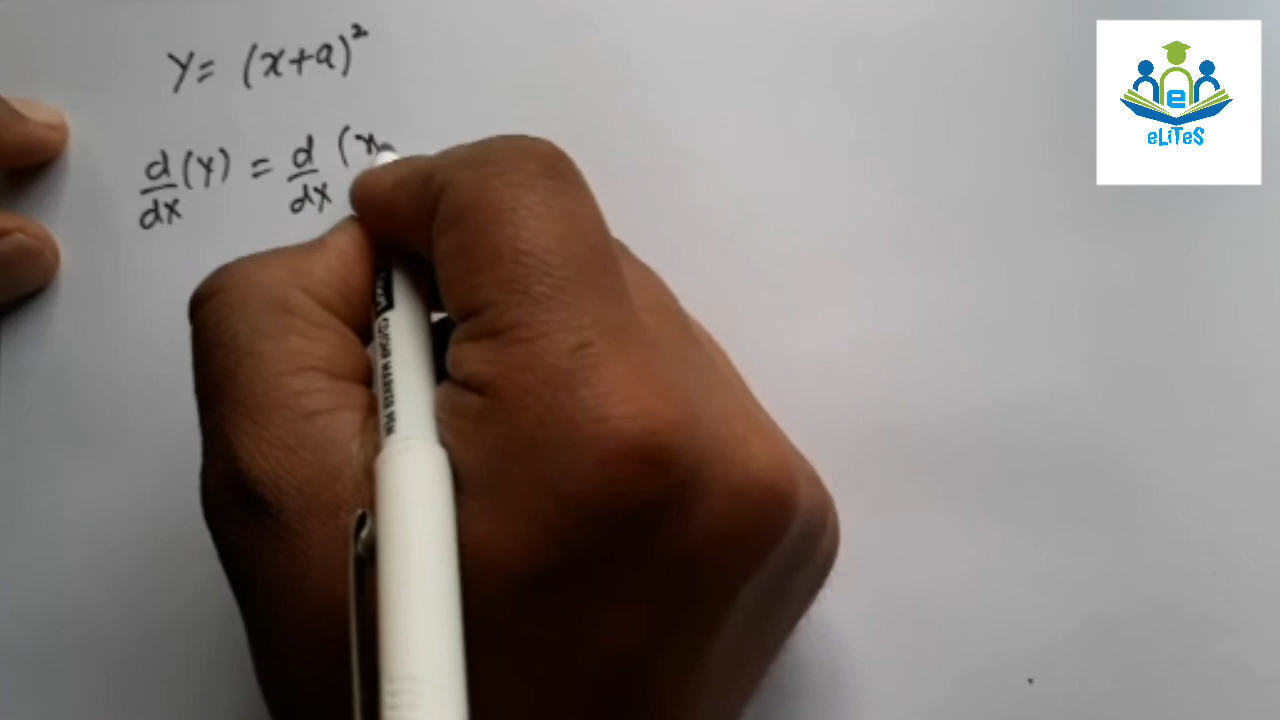 Y = (x+a)²
d/dx (Y) = d/dx (x
e
eLiTeS